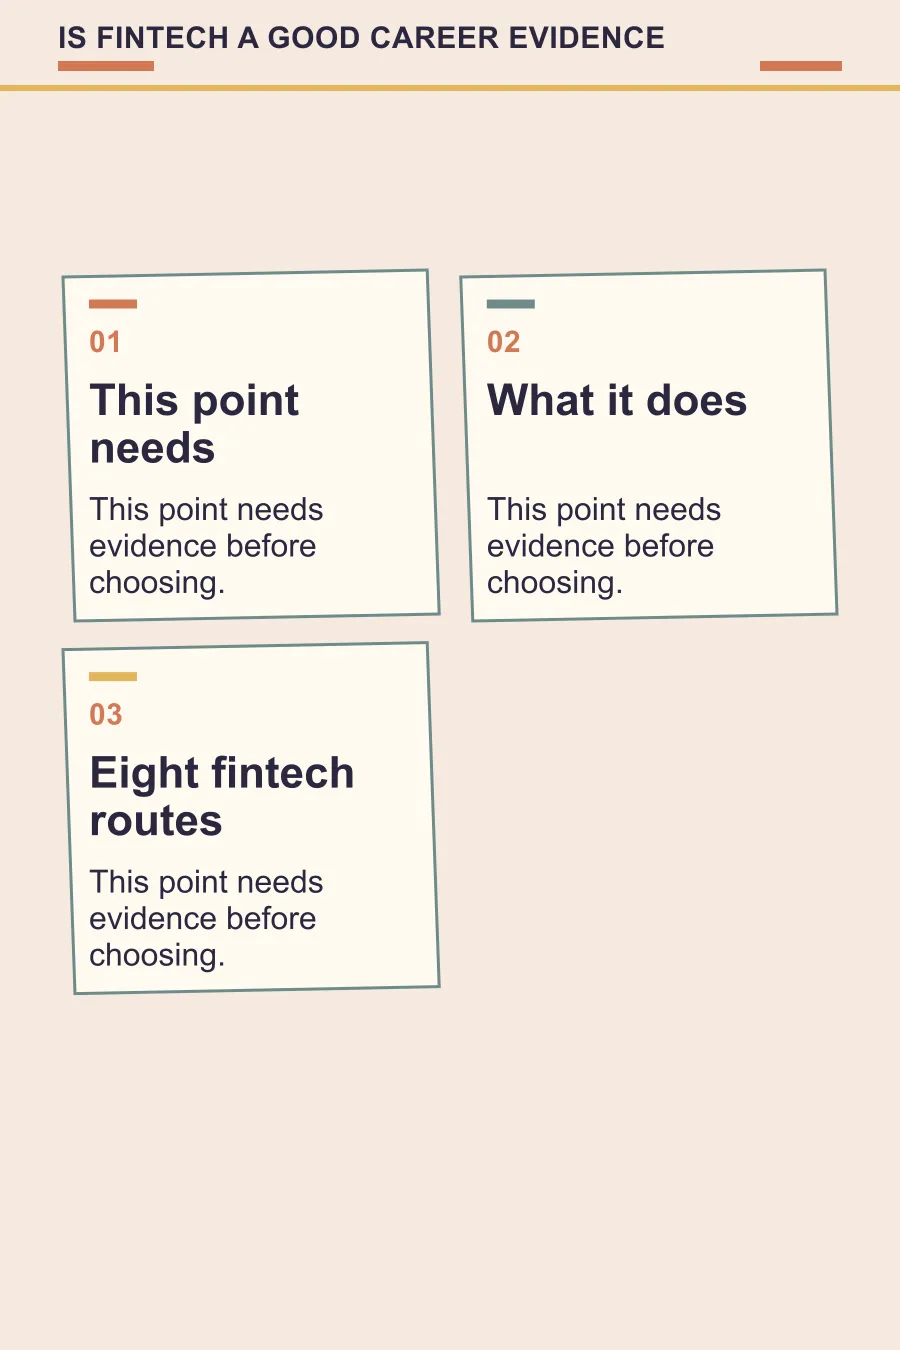 IS FINTECH A GOOD CAREER EVIDENCE
01
This point
needs
This point needs
evidence before
choosing.
02
What it does
This point needs
evidence before
choosing.
03
Eight fintech
routes
This point needs
evidence before
choosing.